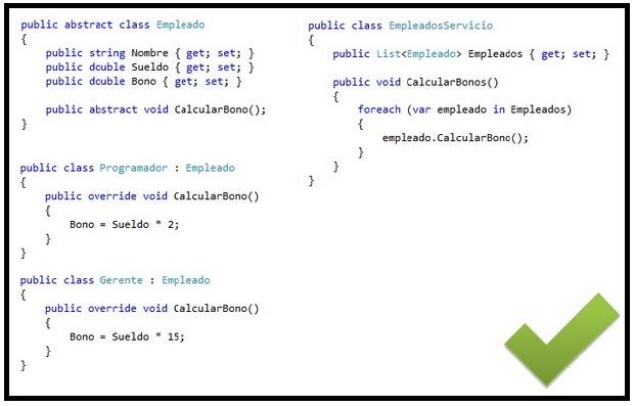 public abstract class Empleado
{
public string Nombre { get; set; }
public double Sueldo { get; set; }
public double Bono { get; set; }
public abstract void CalcularBono();
}
public class Programador : Empleado
{
public override void CalcularBono()
{
Bono = Sueldo * 2;
}
}
public class Gerente : Empleado
{
public override void CalcularBono()
{
Bono = Sueldo * 15;
}
}
public class EmpleadosServicio
{
public List<Empleado> Empleados { get; set; }
public void CalcularBonos()
{
foreach (var empleado in Empleados)
{
empleado.CalcularBono();
}
}
}